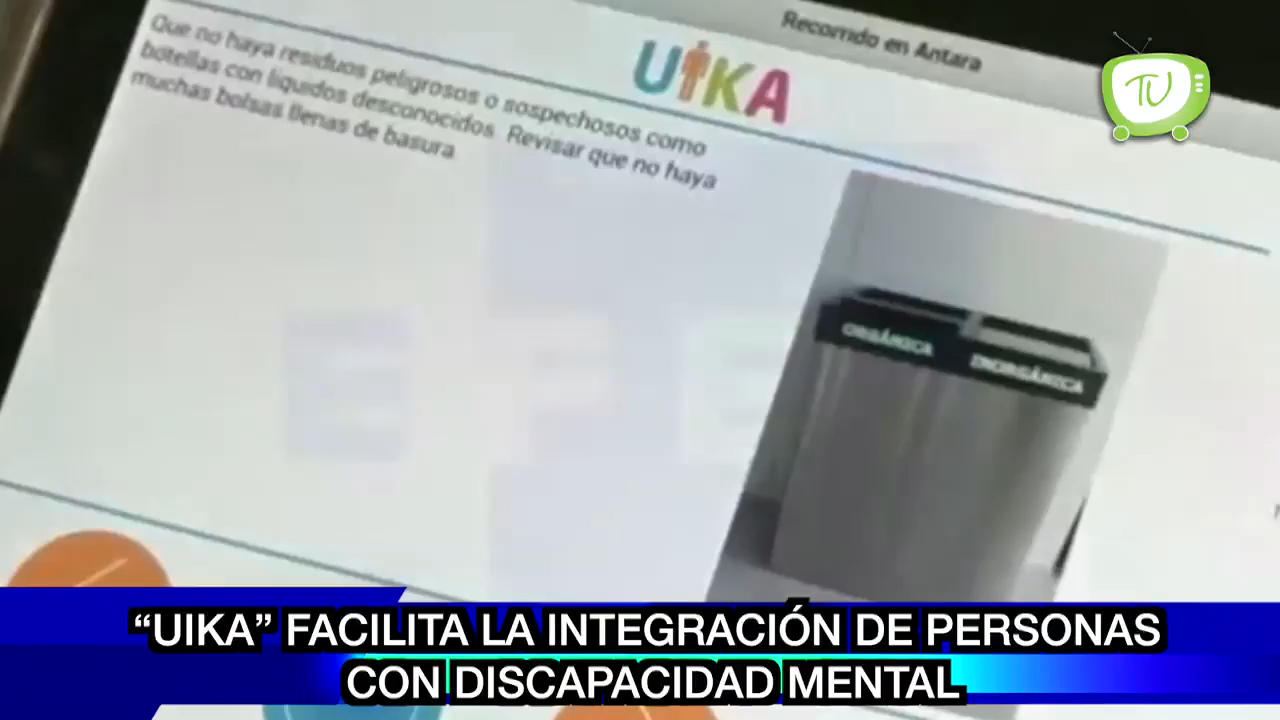 Recorrido en Antara
UIKA
TV
Que no haya residuos peligrosos o sospechosos como
botellas con líquidos desconocidos. Revisar que no haya
muchas bolsas llenas de basura
ORGÁNICA
INORGÁNICA
“UIKA” FACILITA LA INTEGRACIÓN DE PERSONAS
CON DISCAPACIDAD MENTAL